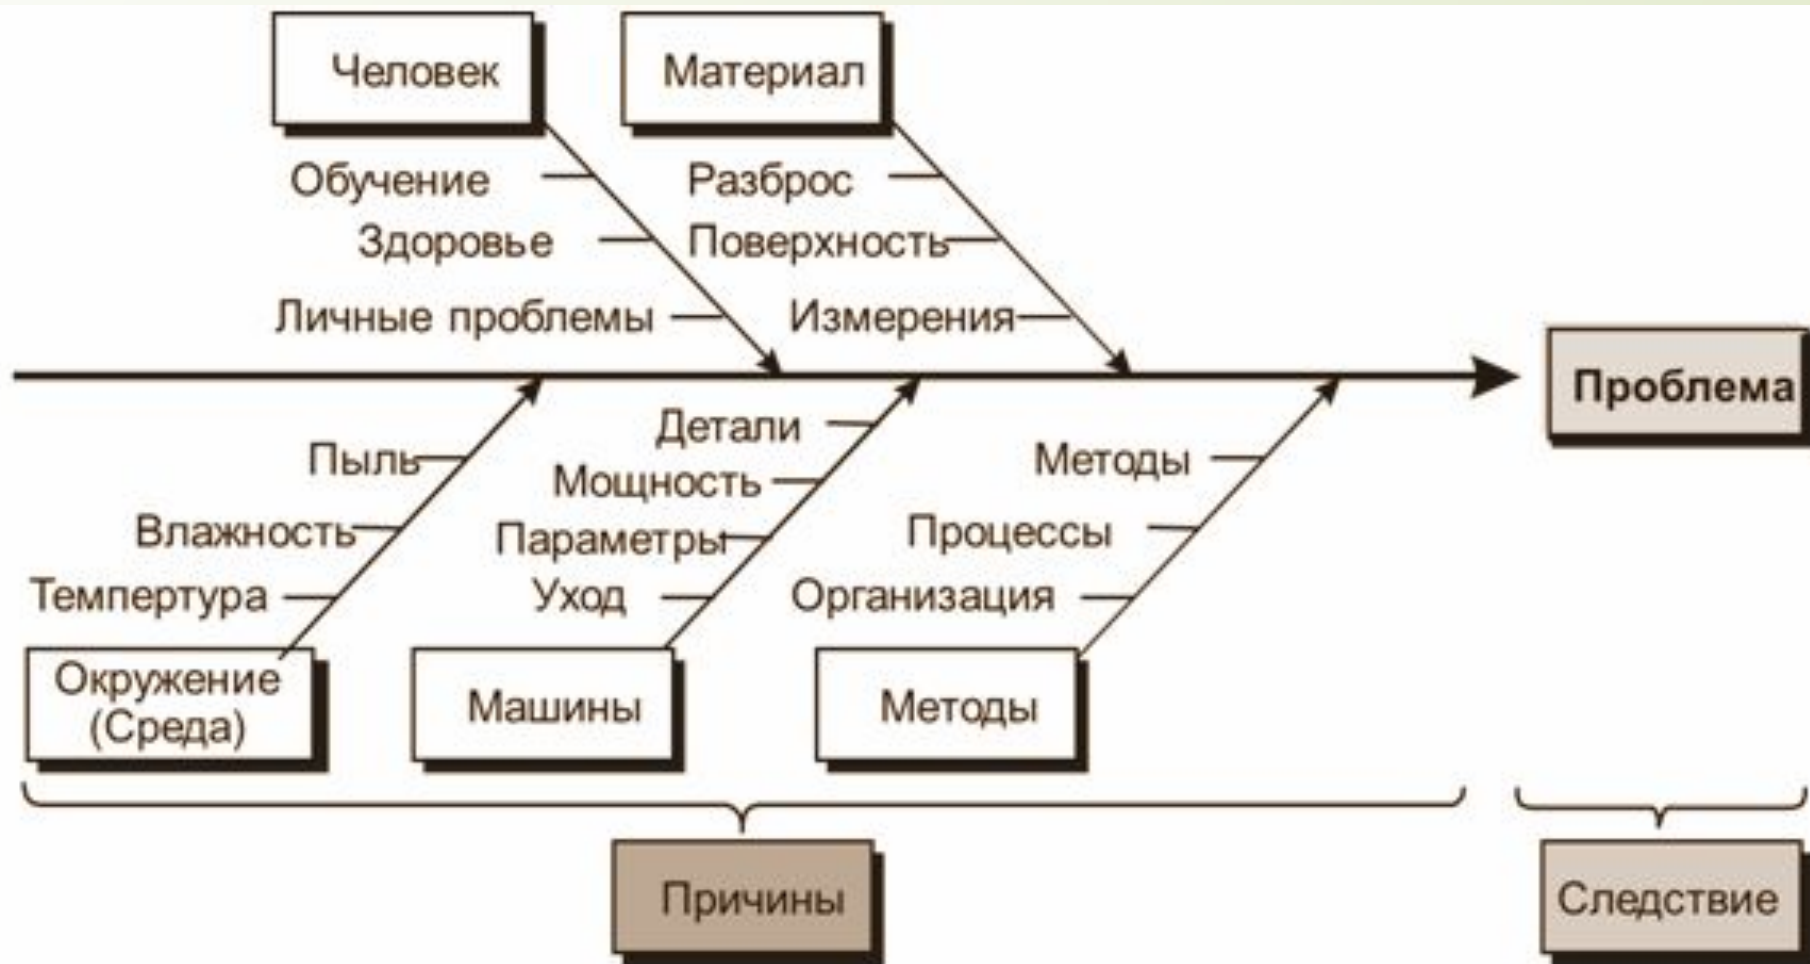 Человек
Материал
Обучение
Разброс
Здоровье
Поверхность
Личные проблемы
Измерения
Проблема
Детали
Пыль
Методы
Мощность
Влажность
Параметры
Процессы
Темпертура
Уход
Организация
Окружение
(Среда)
Машины
Методы
Причины
Следствие